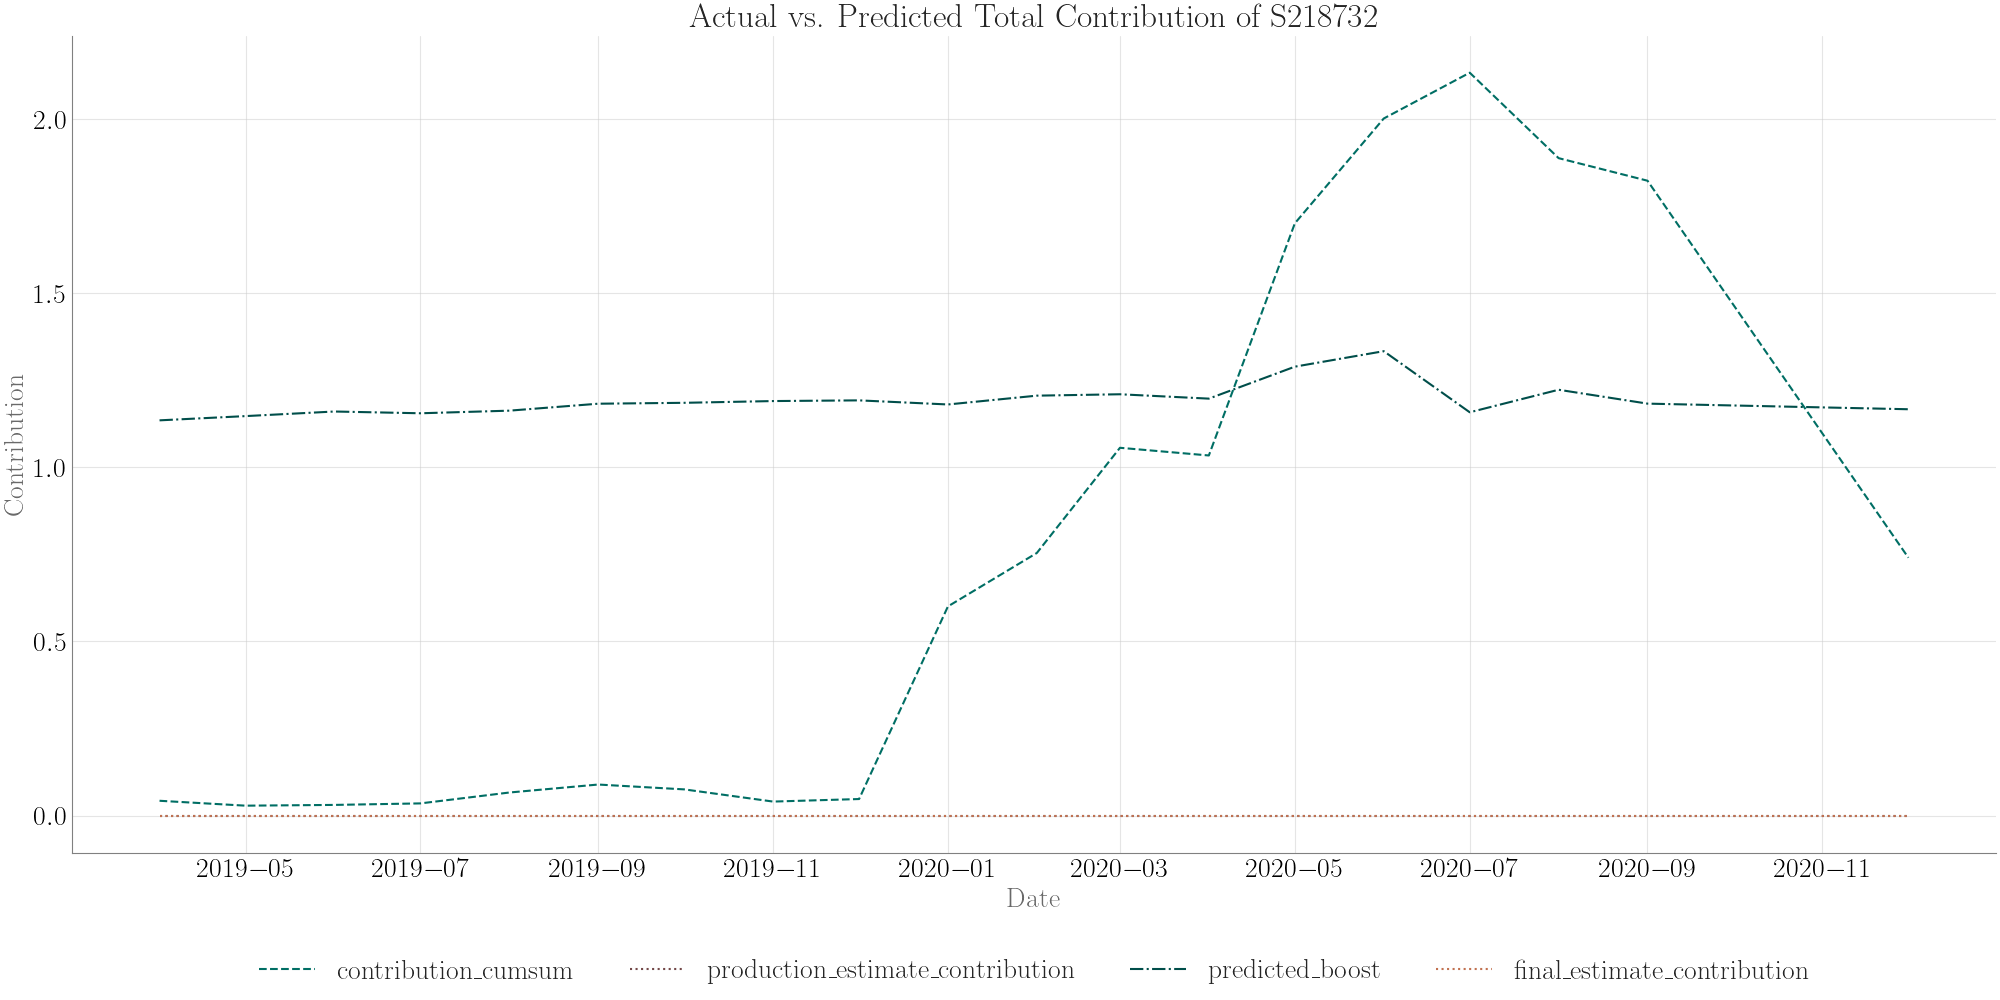 Actual vs. Predicted Total Contribution of S218732
Contribution
2.0
1.5
1.0
0.5
0.0
2019–05 2019–07 2019–09 2019–11 2020–01 2020–03 2020–05 2020–07 2020–09 2020–11
Date
contribution_cumsum production_estimate_contribution predicted_boost final_estimate_contribution